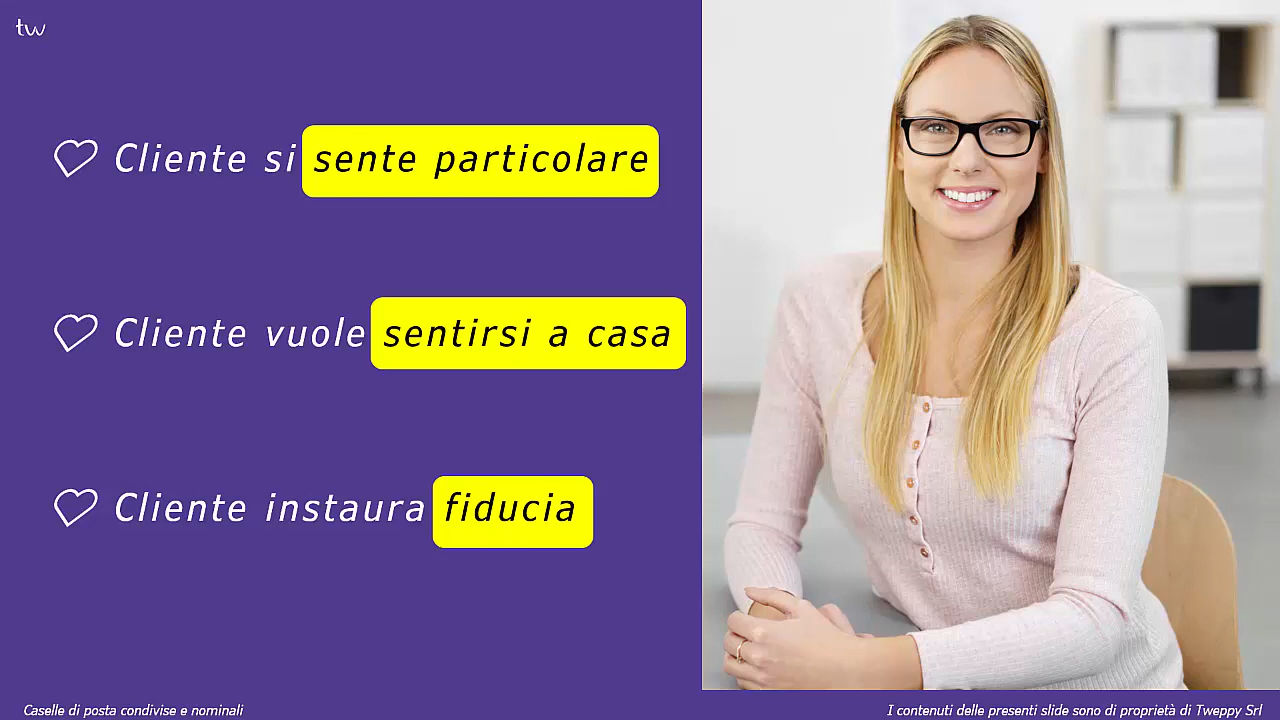 tw
Cliente si sente particolare
Cliente vuole sentirsi a casa
Cliente instaura fiducia
Caselle di posta condivise e nominali
I contenuti delle presenti slide sono di proprietà di Tweppy Srl